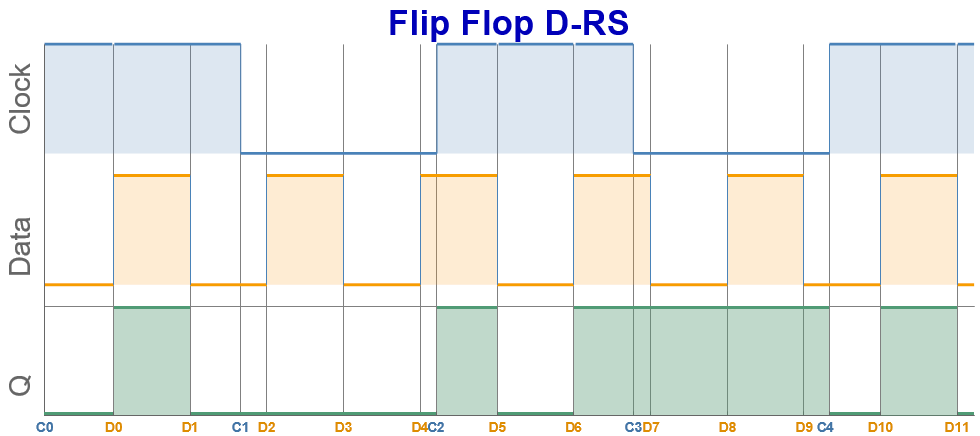 Flip Flop D-RS
Clock
Data
Q
C0 D0 D1 C1 D2 D3 D4 C2 D5 D6 C3 D7 D8 D9 C4 D10 D11